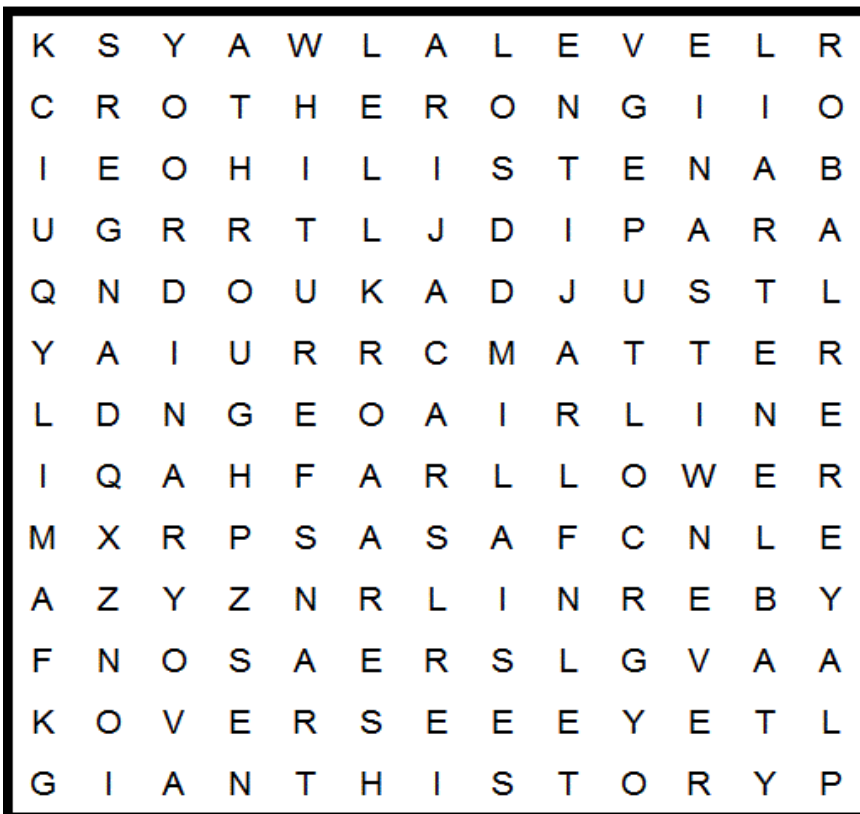 K S Y A W L A L E V E L R
C R O T H E R O N G I I O
I E O H I L I S T E N A B
U G R R T L J D I P A R A
Q N D O U K A D J U S T L
Y A I U R R C M A T T E R
L D N G E O A I R L I N E
I Q A H F A R L L O W E R
M X R P S A S A F C N L E
A Z Y Z N R L I N R E B Y
F N O S A E R S L G V A A
K O V E R S E E E Y E T L
G I A N T H I S T O R Y P